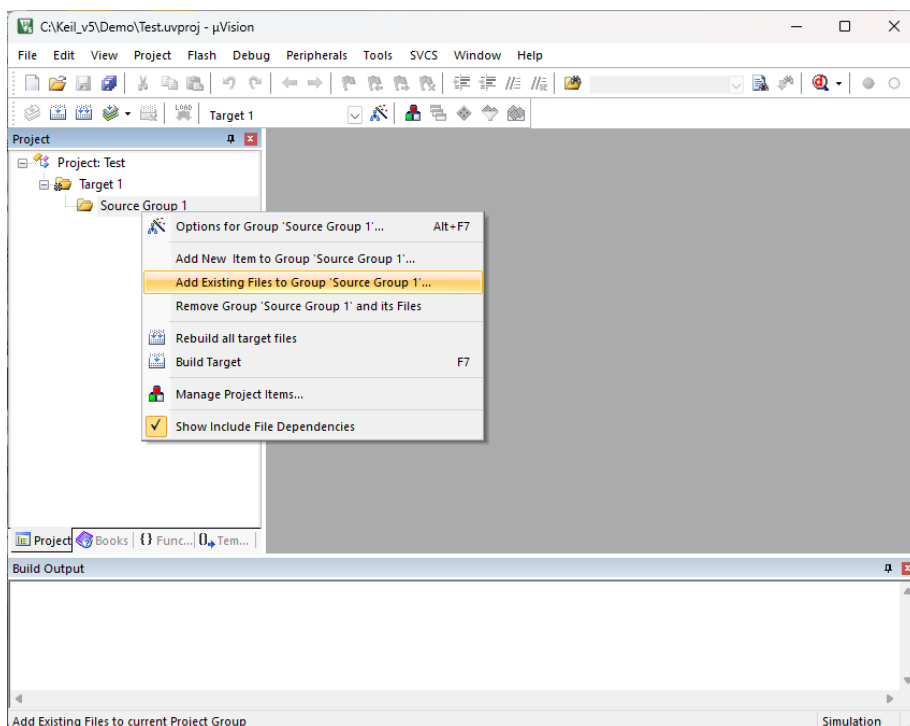 C:\Keil_v5\Demo\Test.uvproj - µVision
File Edit View Project Flash Debug Peripherals Tools SVCS Window Help
LOAD Target 1
Project
Project: Test
Target 1
Source Group 1
Options for Group 'Source Group 1'... Alt+F7
Add New Item to Group 'Source Group 1'...
Add Existing Files to Group 'Source Group 1'...
Remove Group 'Source Group 1' and its Files
Rebuild all target files
Build Target F7
Manage Project Items...
Show Include File Dependencies
Project Books {} Func... 0 Tem...
Build Output
Add Existing Files to current Project Group Simulation